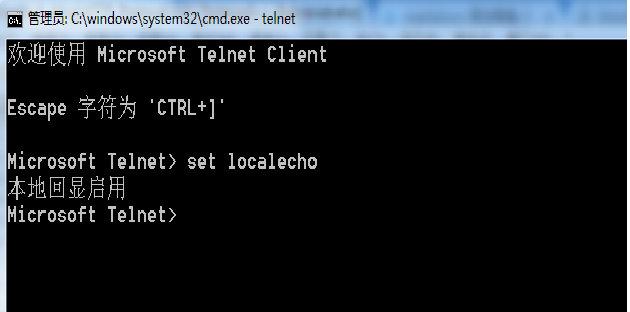 管理员: C:\windows\system32\cmd.exe - telnet
欢迎使用 Microsoft Telnet Client
Escape 字符为 'CTRL+]'
Microsoft Telnet> set localecho
本地回显启用
Microsoft Telnet>